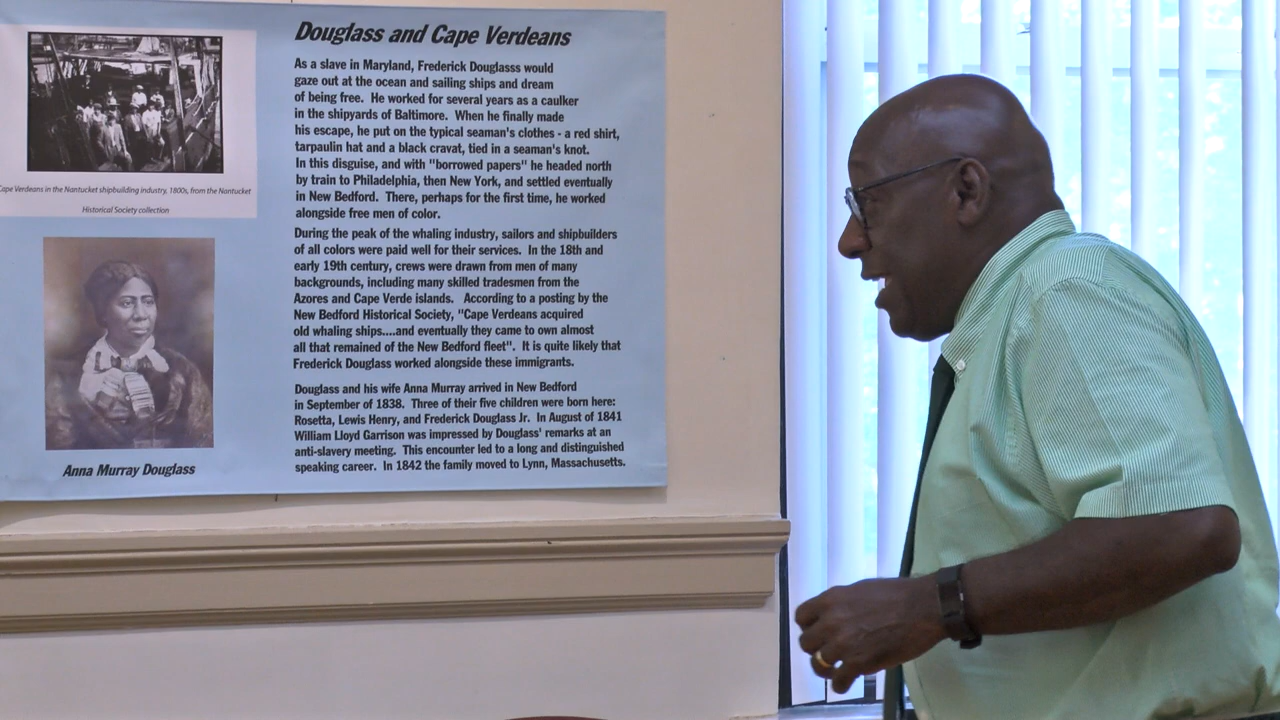 Douglass and Cape Verdeans
As a slave in Maryland, Frederick Douglasss would
gaze out at the ocean and sailing ships and dream
of being free. He worked for several years as a caulker
in the shipyards of Baltimore. When he finally made
his escape, he put on the typical seaman's clothes - a red shirt,
tarpaulin hat and a black cravat, tied in a seaman's knot.
In this disguise, and with "borrowed papers" he headed north
by train to Philadelphia, then New York, and settled eventually
in New Bedford. There, perhaps for the first time, he worked
alongside free men of color.
During the peak of the whaling industry, sailors and shipbuilders
of all colors were paid well for their services. In the 18th and
early 19th century, crews were drawn from men of many
backgrounds, including many skilled tradesmen from the
Azores and Cape Verde islands. According to a posting by the
New Bedford Historical Society, "Cape Verdeans acquired
old whaling ships....and eventually they came to own almost
all that remained of the New Bedford fleet". It is quite likely that
Frederick Douglass worked alongside these immigrants.
Douglass and his wife Anna Murray arrived in New Bedford
in September of 1838. Three of their five children were born here:
Rosetta, Lewis Henry, and Frederick Douglass Jr. In August of 1841
William Lloyd Garrison was impressed by Douglass' remarks at an
anti-slavery meeting. This encounter led to a long and distinguished
speaking career. In 1842 the family moved to Lynn, Massachusetts.
Cape Verdeans in the Nantucket shipbuilding industry, 1800s, from the Nantucket
Historical Society collection
Anna Murray Douglass